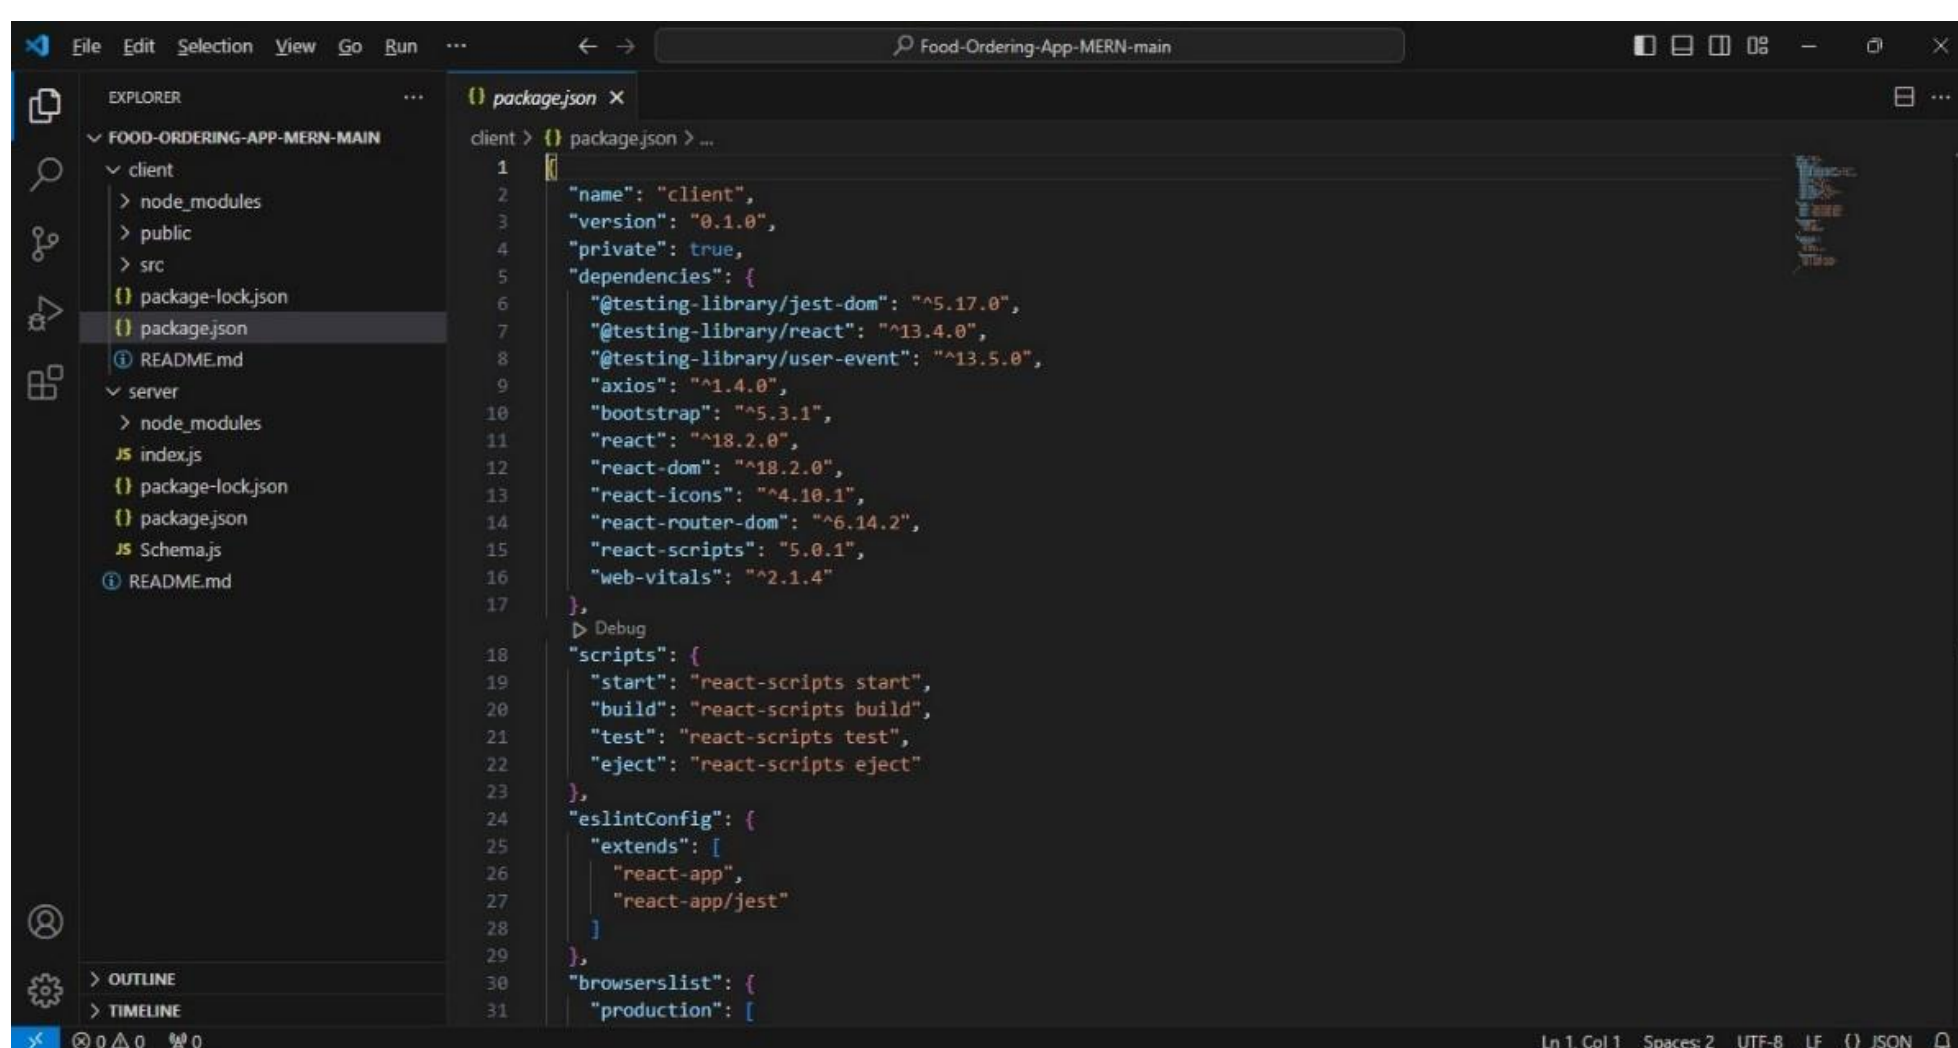 File Edit Selection View Go Run ...
Food-Ordering-App-MERN-main
EXPLORER ...
FOOD-ORDERING-APP-MERN-MAIN
client
node_modules
public
src
{} package-lock.json
{} package.json
README.md
server
node_modules
JS index.js
{} package-lock.json
{} package.json
JS Schema.js
README.md
OUTLINE
TIMELINE
{} package.json
client > {} package.json > ...
1 {
2 "name": "client",
3 "version": "0.1.0",
4 "private": true,
5 "dependencies": {
6 "@testing-library/jest-dom": "^5.17.0",
7 "@testing-library/react": "^13.4.0",
8 "@testing-library/user-event": "^13.5.0",
9 "axios": "^1.4.0",
10 "bootstrap": "^5.3.1",
11 "react": "^18.2.0",
12 "react-dom": "^18.2.0",
13 "react-icons": "^4.10.1",
14 "react-router-dom": "^6.14.2",
15 "react-scripts": "5.0.1",
16 "web-vitals": "^2.1.4"
17 },
Debug
18 "scripts": {
19 "start": "react-scripts start",
20 "build": "react-scripts build",
21 "test": "react-scripts test",
22 "eject": "react-scripts eject"
23 },
24 "eslintConfig": {
25 "extends": [
26 "react-app",
27 "react-app/jest"
28 ]
29 },
30 "browserslist": {
31 "production": [
0 0 0
Ln 1, Col 1 Spaces: 2 UTF-8 LF {} JSON